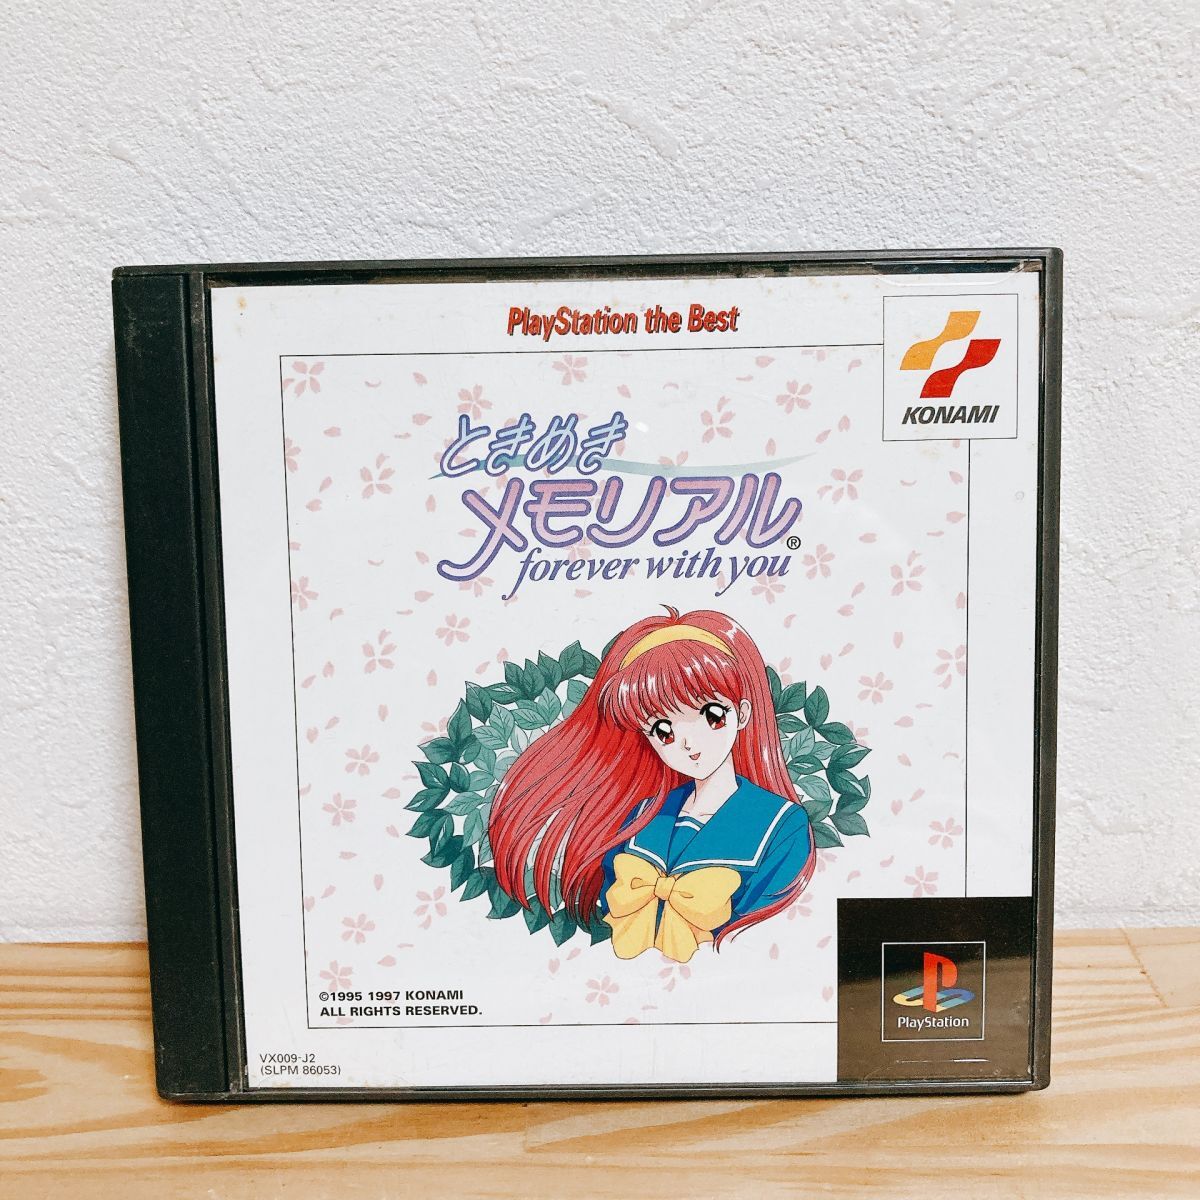 PlayStation the Best
KONAMI
ときめき
メモリアル®
forever with you
©1995 1997 KONAMI
ALL RIGHTS RESERVED.
VX009-J2
(SLPM 86053)
PlayStation